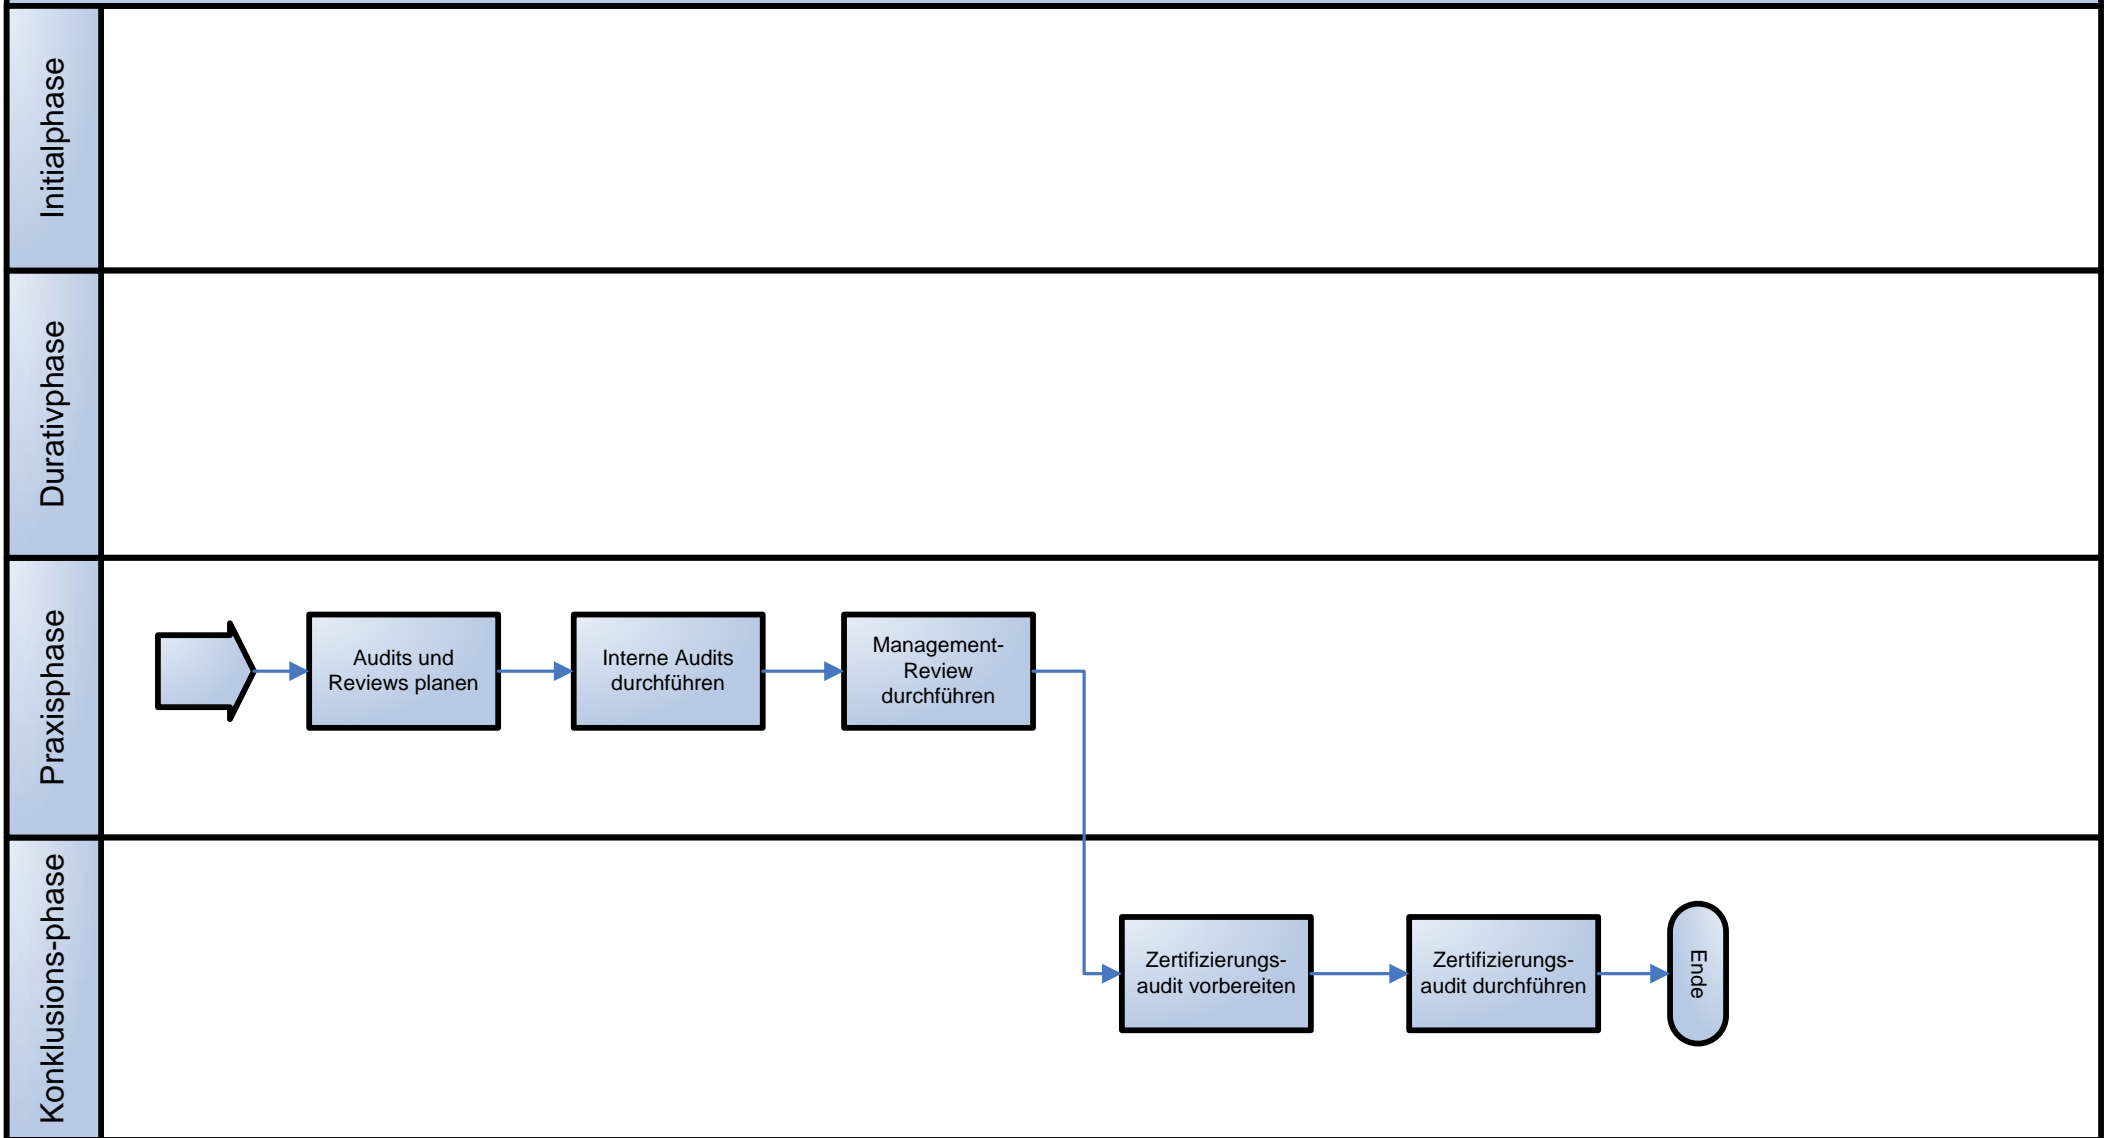 Initialphase
Durativphase
Praxisphase
Audits und
Reviews planen
Interne Audits
durchführen
Management-
Review
durchführen
Konklusions-phase
Zertifizierungs-
audit vorbereiten
Zertifizierungs-
audit durchführen
Ende